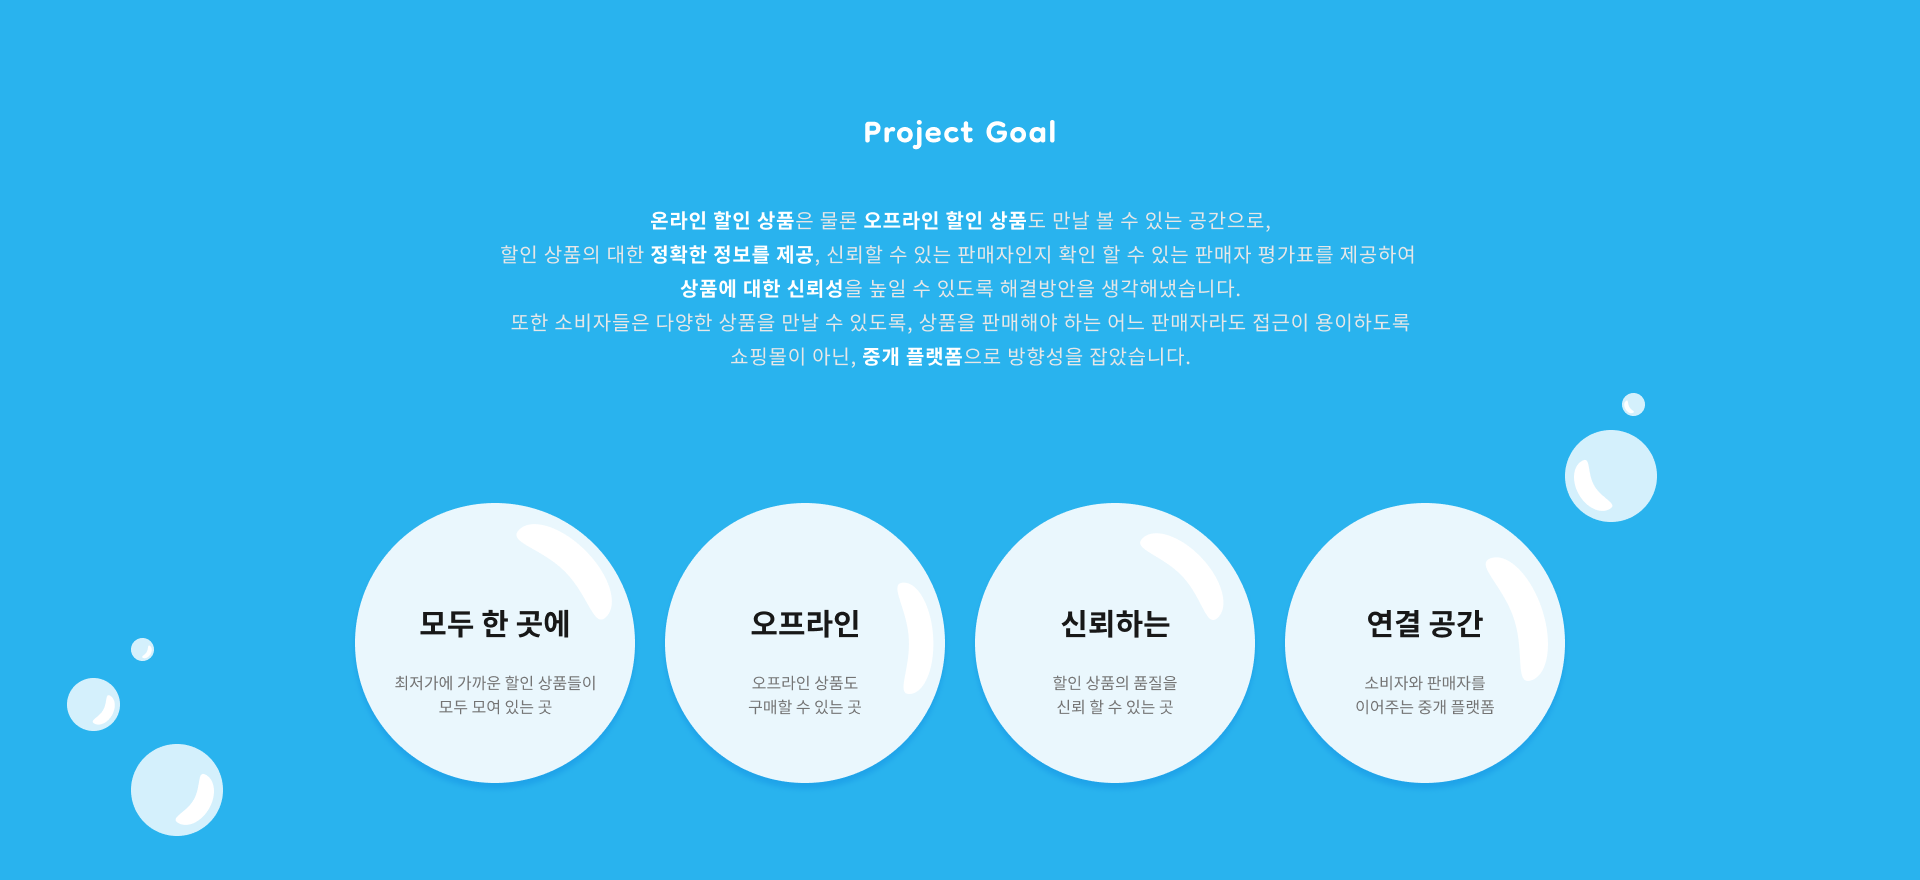 Project Goal
온라인 할인 상품은 물론 오프라인 할인 상품도 만날 볼 수 있는 공간으로,
할인 상품의 대한 정확한 정보를 제공, 신뢰할 수 있는 판매자인지 확인 할 수 있는 판매자 평가표를 제공하여
상품에 대한 신뢰성을 높일 수 있도록 해결방안을 생각해냈습니다.
또한 소비자들은 다양한 상품을 만날 수 있도록, 상품을 판매해야 하는 어느 판매자라도 접근이 용이하도록
쇼핑몰이 아닌, 중개 플랫폼으로 방향성을 잡았습니다.
모두 한 곳에
최저가에 가까운 할인 상품들이
모두 모여 있는 곳
오프라인
오프라인 상품도
구매할 수 있는 곳
신뢰하는
할인 상품의 품질을
신뢰 할 수 있는 곳
연결 공간
소비자와 판매자를
이어주는 중개 플랫폼